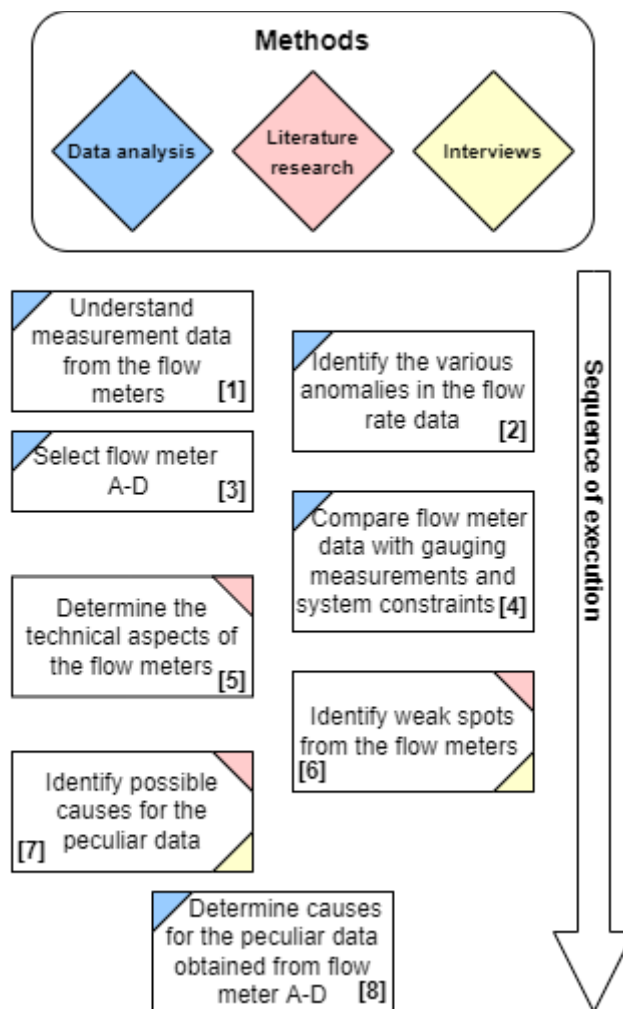 Methods
Data analysis
Literature
research
Interviews
Understand
measurement data
from the flow
meters [1]
Identify the various
anomalies in the flow
rate data [2]
Select flow meter
A-D [3]
Compare flow meter
data with gauging
measurements and
system constraints [4]
Determine the
technical aspects of
the flow meters [5]
Identify weak spots
from the flow meters
[6]
Identify possible
causes for the
peculiar data
[7]
Determine causes
for the peculiar data
obtained from flow
meter A-D [8]
Sequence of execution